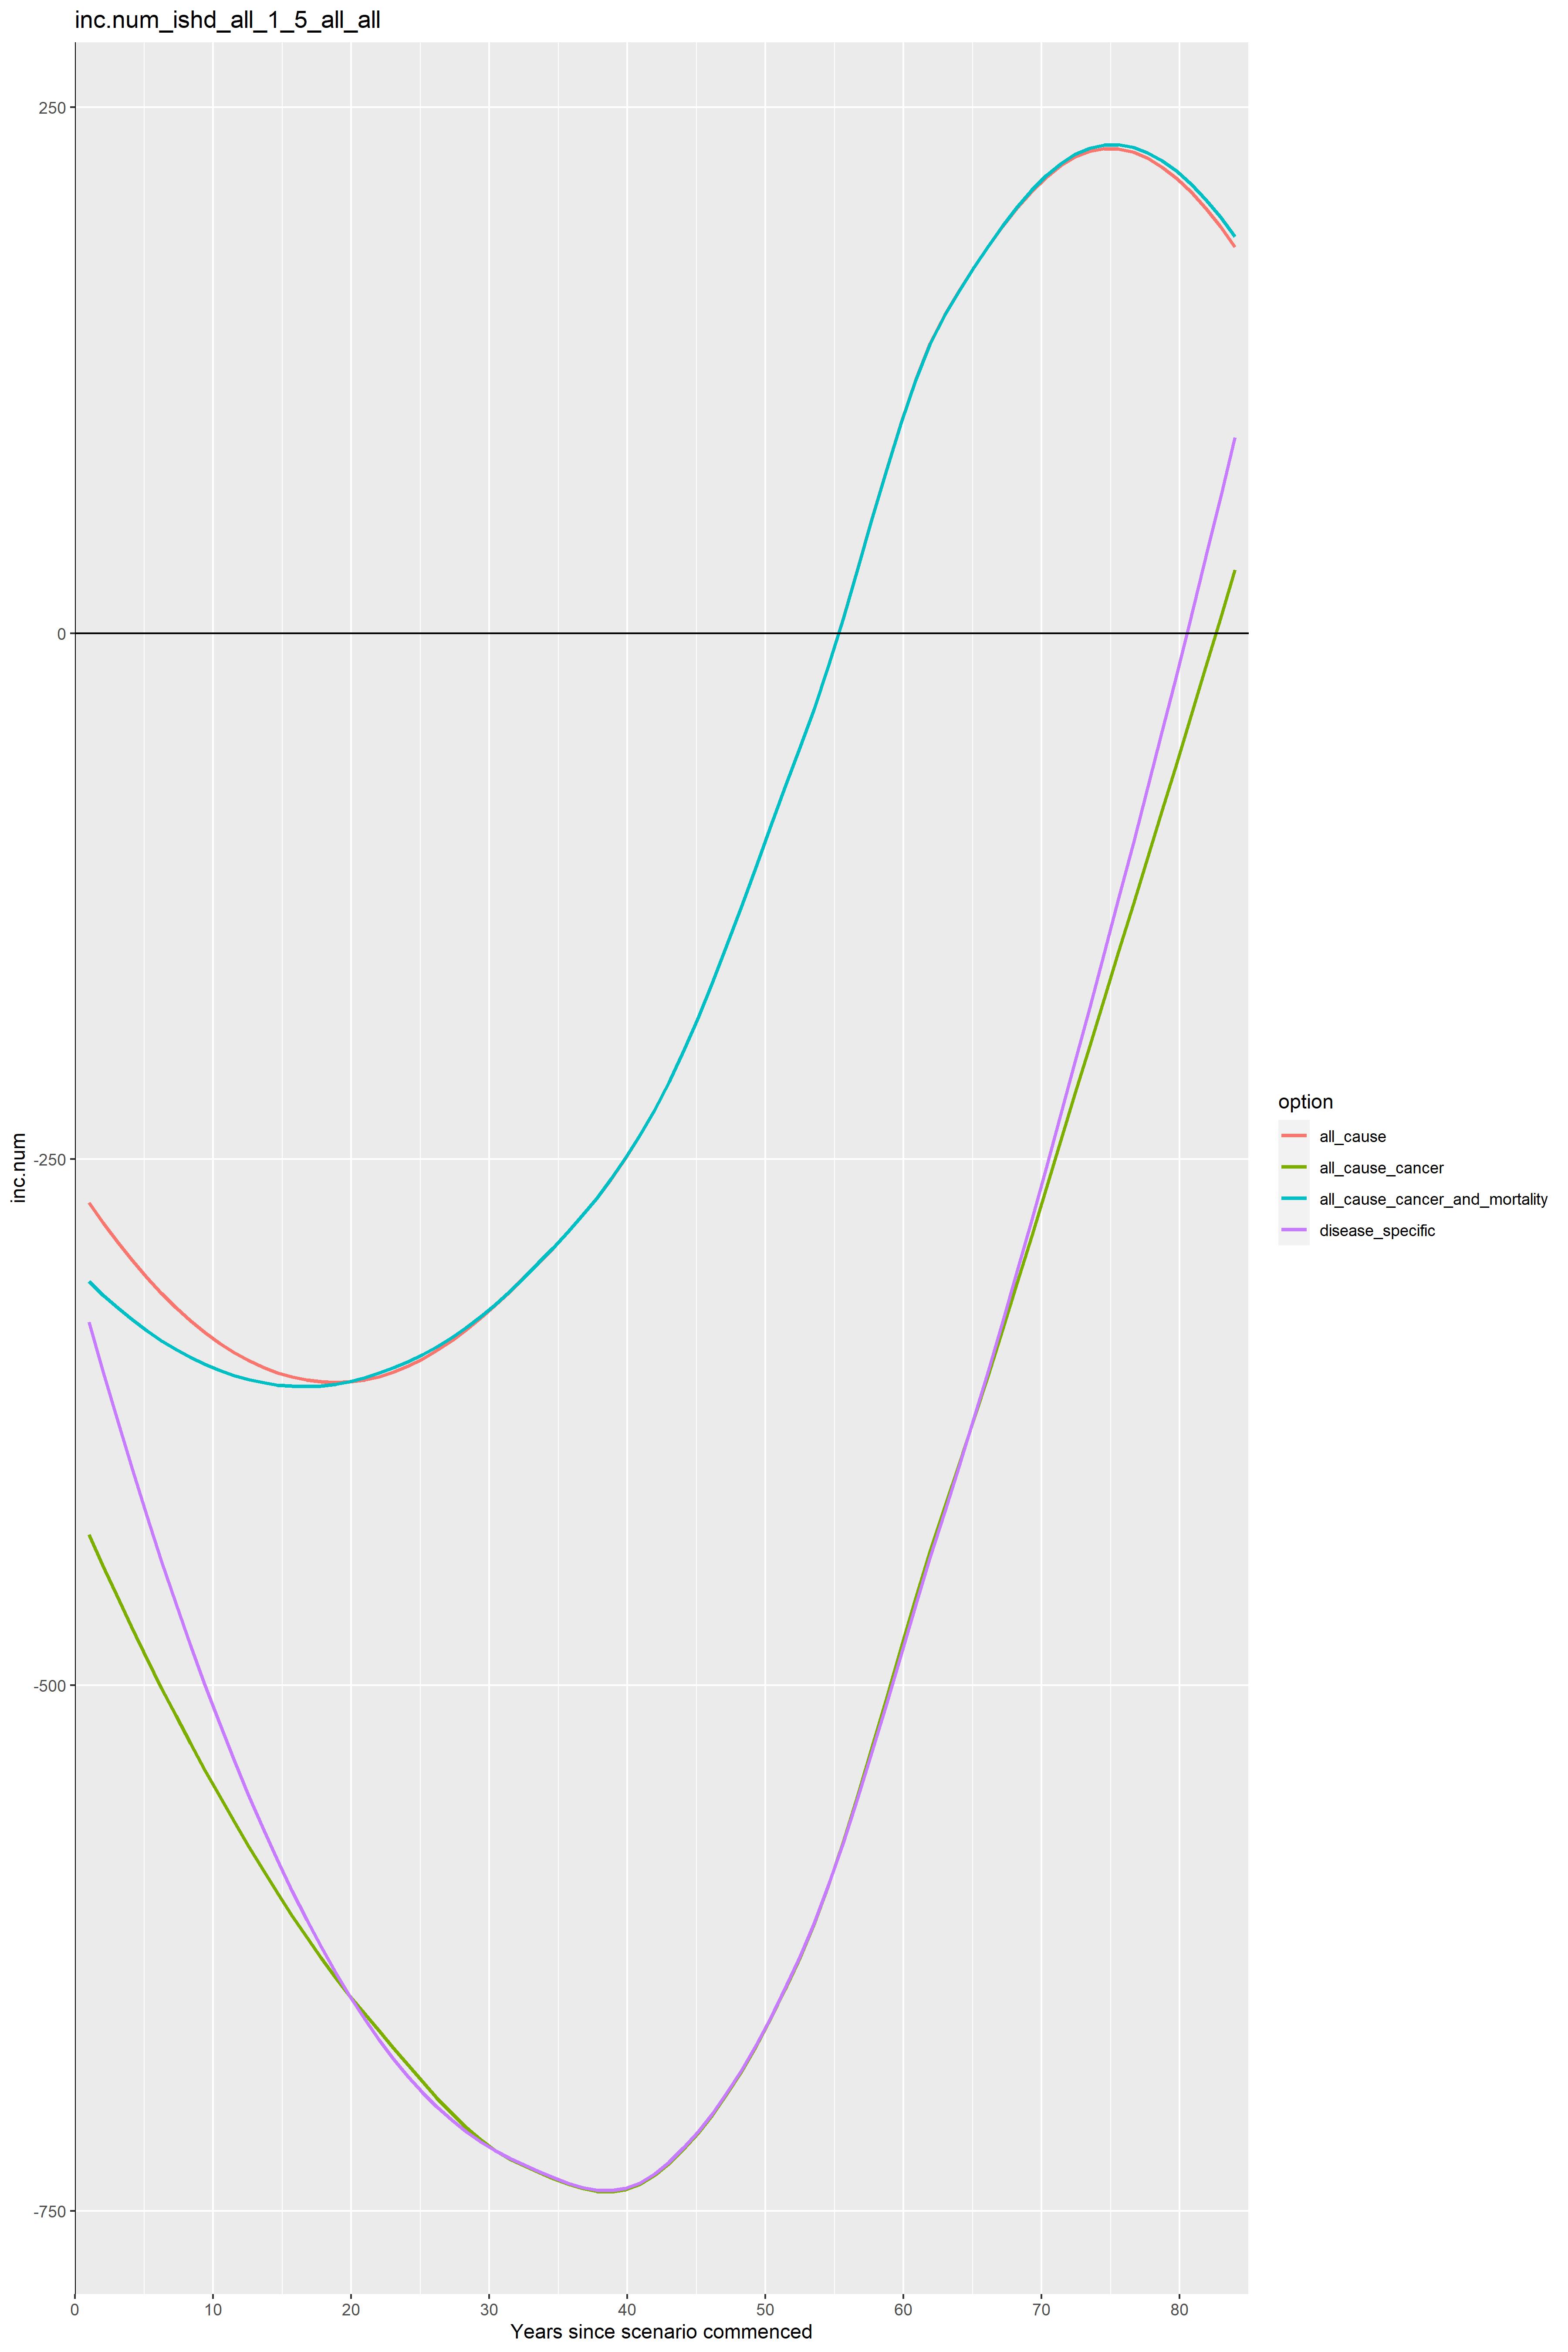 inc.num_ishd_all_1_5_all_all
250
0
-250
-500
-750
inc.num
0 10 20 30 40 50 60 70 80
Years since scenario commenced
option
all_cause
all_cause_cancer
all_cause_cancer_and_mortality
disease_specific